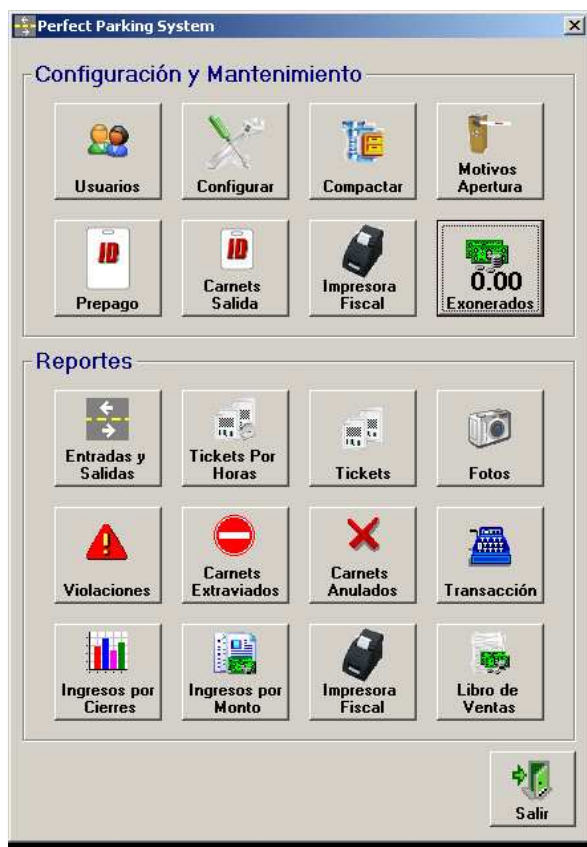 Perfect Parking System
Configuración y Mantenimiento
Usuarios
Configurar
Compactar
Motivos
Apertura
ID
Prepago
ID
Carnets
Salida
Impresora
Fiscal
0.00
Exonerados
Reportes
Entradas y
Salidas
Tickets Por
Horas
Tickets
Fotos
Violaciones
Carnets
Extraviados
Carnets
Anulados
Transacción
Ingresos por
Cierres
Ingresos por
Monto
Impresora
Fiscal
Libro de
Ventas
Salir